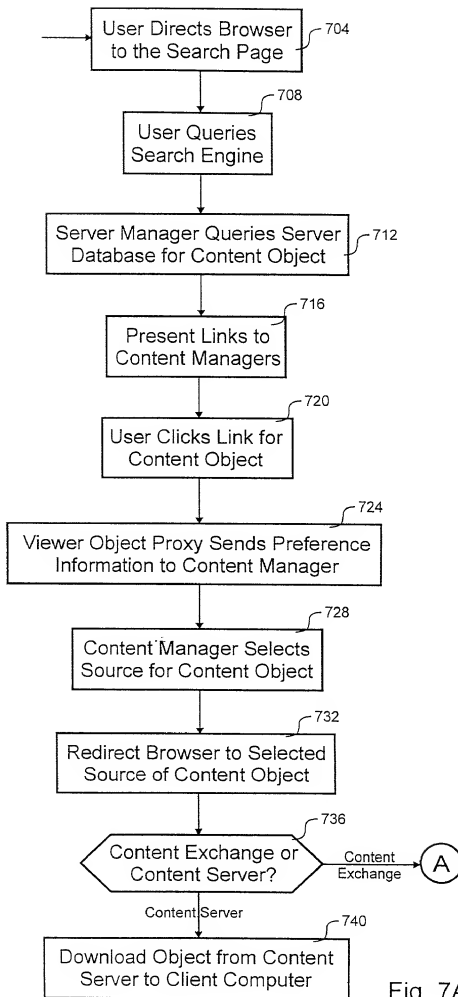 User Directs Browser
to the Search Page
704
708
User Queries
Search Engine
Server Manager Queries Server
Database for Content Object
712
716
Present Links to
Content Managers
720
User Clicks Link for
Content Object
724
Viewer Object Proxy Sends Preference
Information to Content Manager
728
Content Manager Selects
Source for Content Object
732
Redirect Browser to Selected
Source of Content Object
736
Content Exchange or
Content Server?
Content
Exchange
A
Content Server
740
Download Object from Content
Server to Client Computer
Fig. 7A